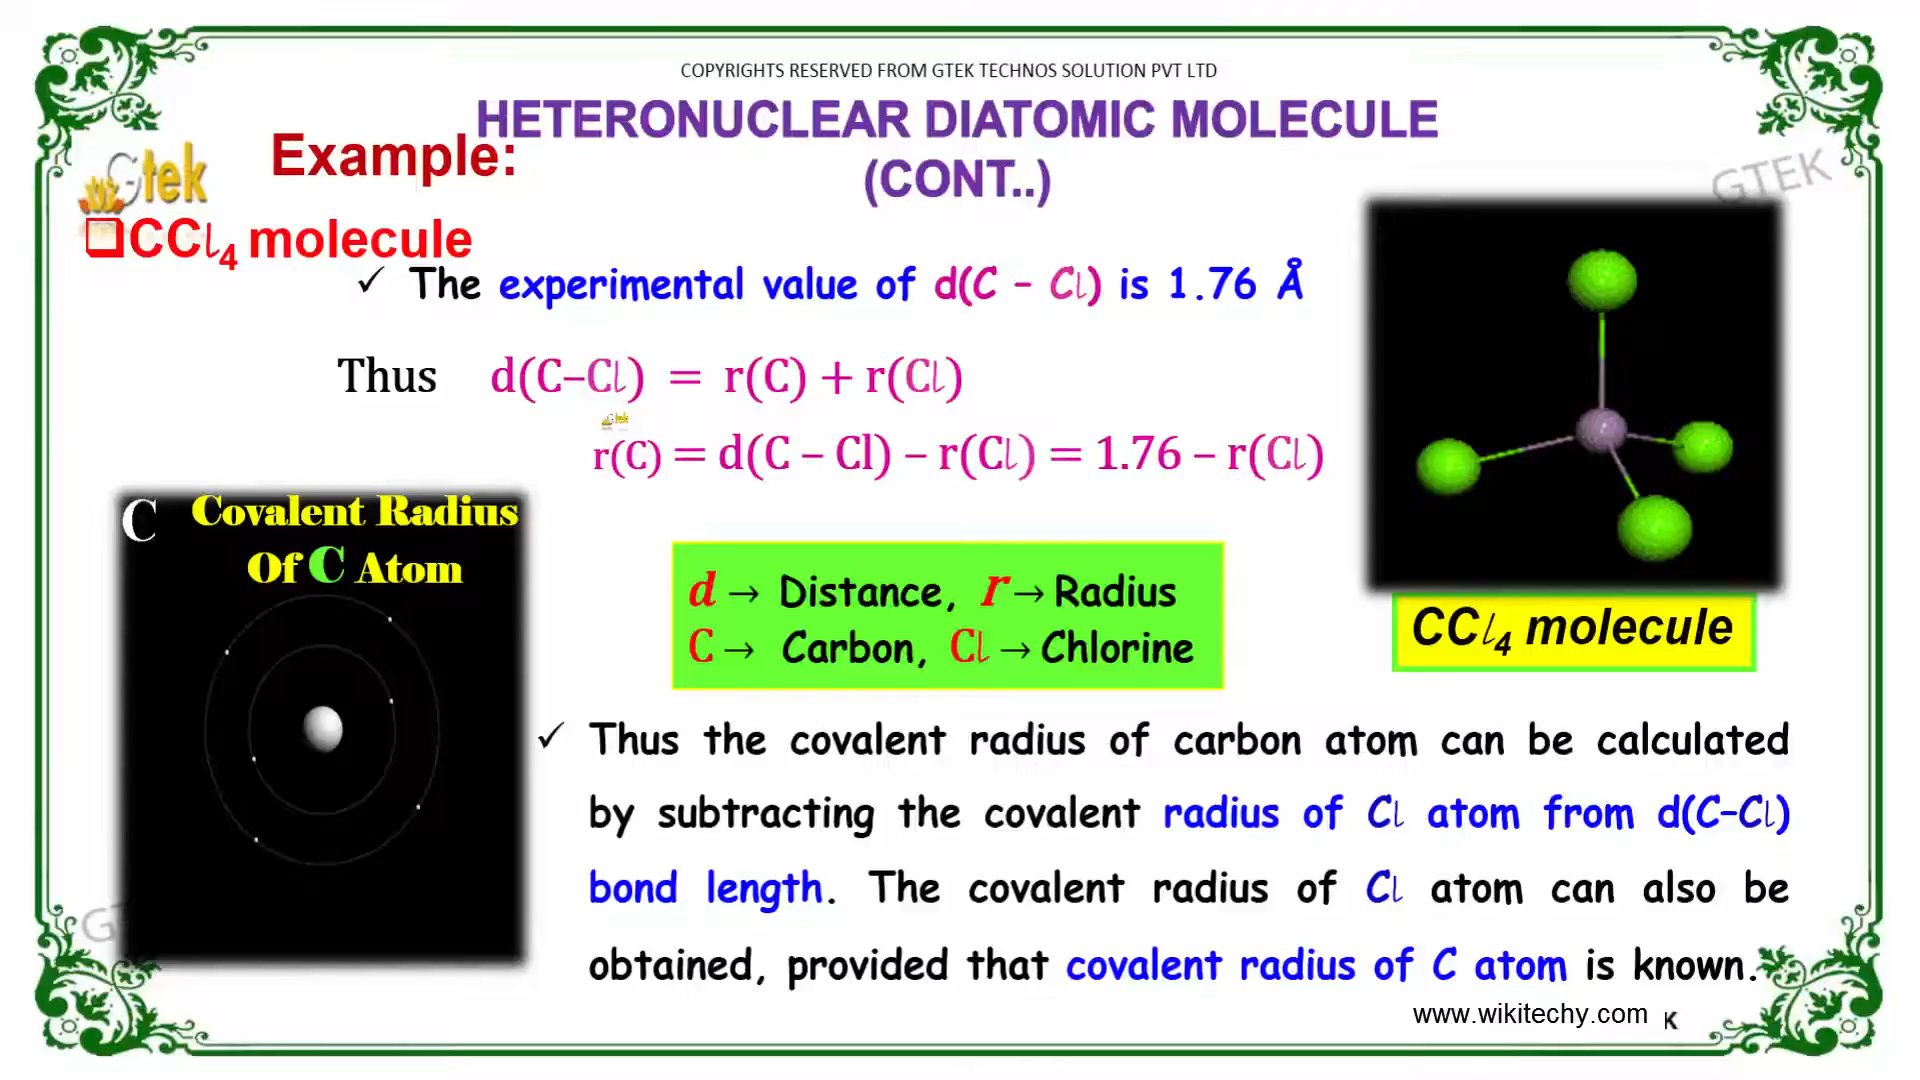 COPYRIGHTS RESERVED FROM GTEK TECHNOS SOLUTION PVT LTD
HETERONUCLEAR DIATOMIC MOLECULE
(CONT..)
Example:
Gtek
GTEK
❑CCl₄ molecule
✓ The experimental value of d(C – Cl) is 1.76 Å
Thus d(C–Cl) = r(C) + r(Cl)
Gtek
r(C) = d(C – Cl) – r(Cl) = 1.76 – r(Cl)
C Covalent Radius
Of C Atom
d → Distance, r → Radius
C → Carbon, Cl → Chlorine
CCl₄ molecule
✓ Thus the covalent radius of carbon atom can be calculated
by subtracting the covalent radius of Cl atom from d(C–Cl)
bond length. The covalent radius of Cl atom can also be
obtained, provided that covalent radius of C atom is known.
www.wikitechy.com